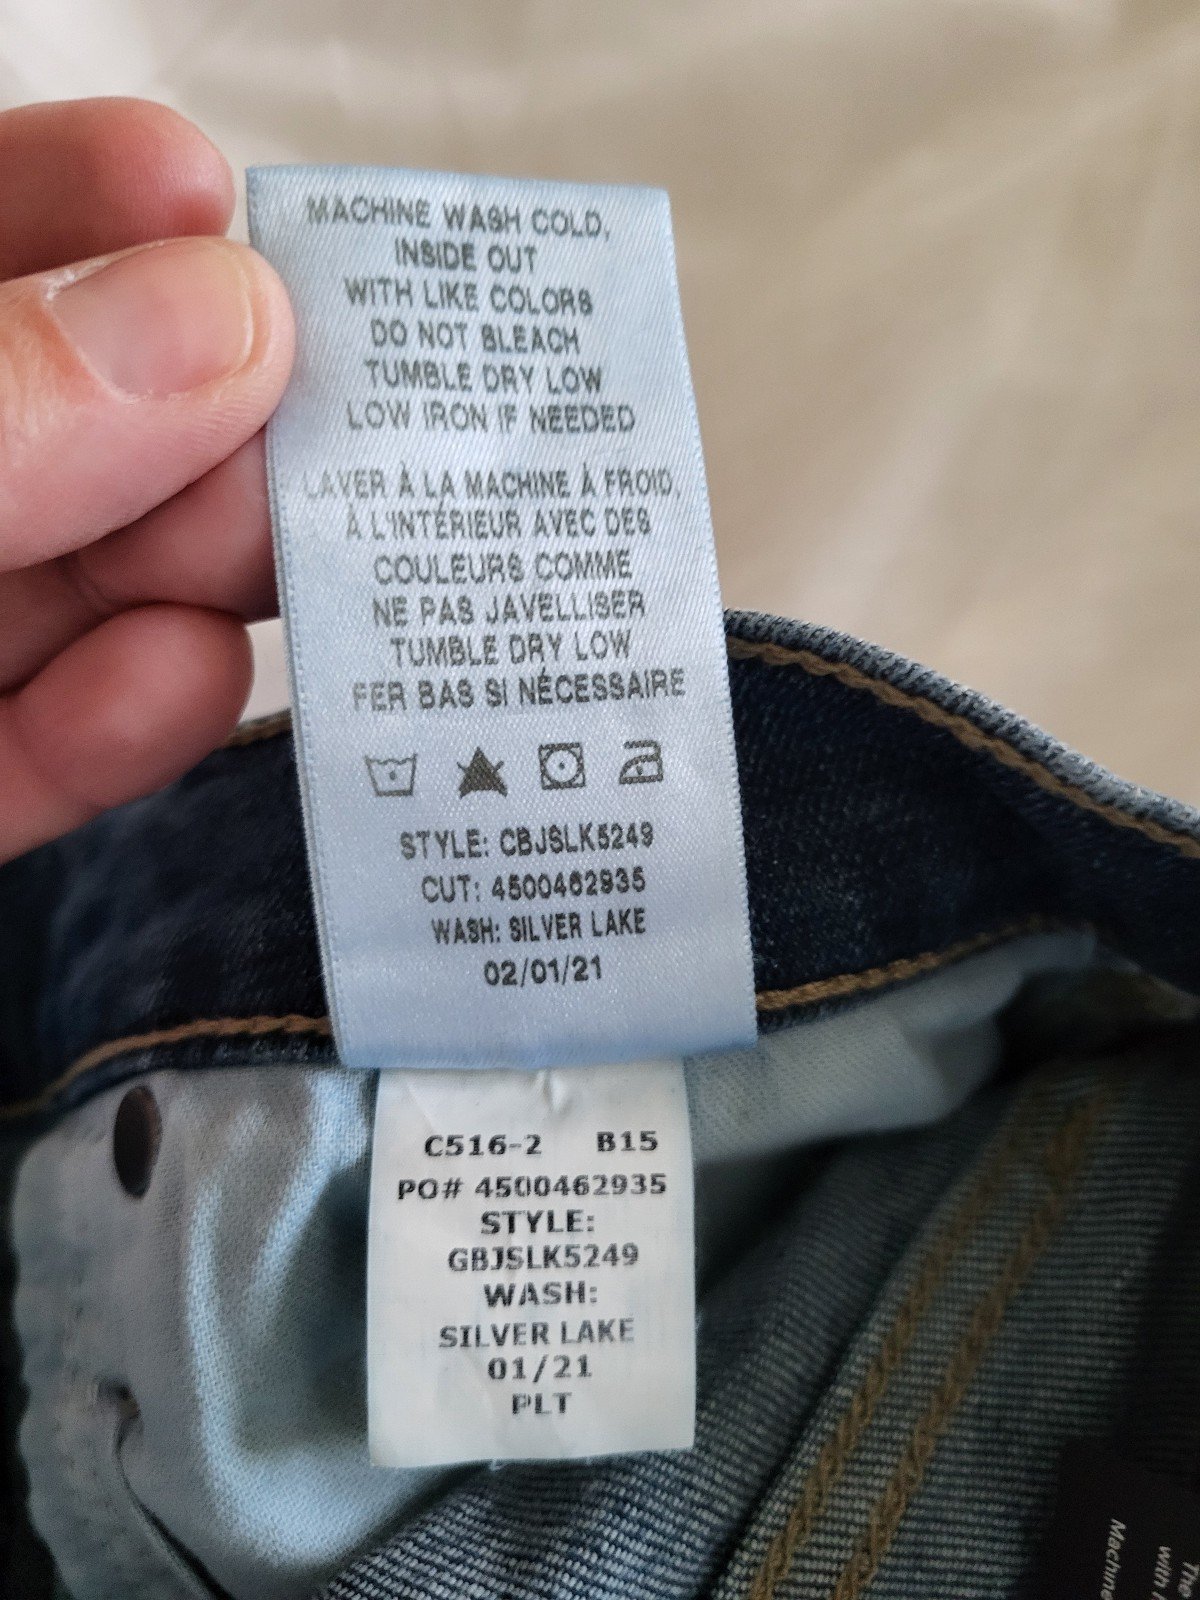 MACHINE WASH COLD,
INSIDE OUT
WITH LIKE COLORS
DO NOT BLEACH
TUMBLE DRY LOW
LOW IRON IF NEEDED
LAVER À LA MACHINE À FROID,
À L'INTÉRIEUR AVEC DES
COULEURS COMME
NE PAS JAVELLISER
TUMBLE DRY LOW
FER BAS SI NÉCESSAIRE
STYLE: CBJSLK5249
CUT: 4500462935
WASH: SILVER LAKE
02/01/21
C516-2 B15
PO# 4500462935
STYLE:
GBJSLK5249
WASH:
SILVER LAKE
01/21
PLT
The
with
Machine